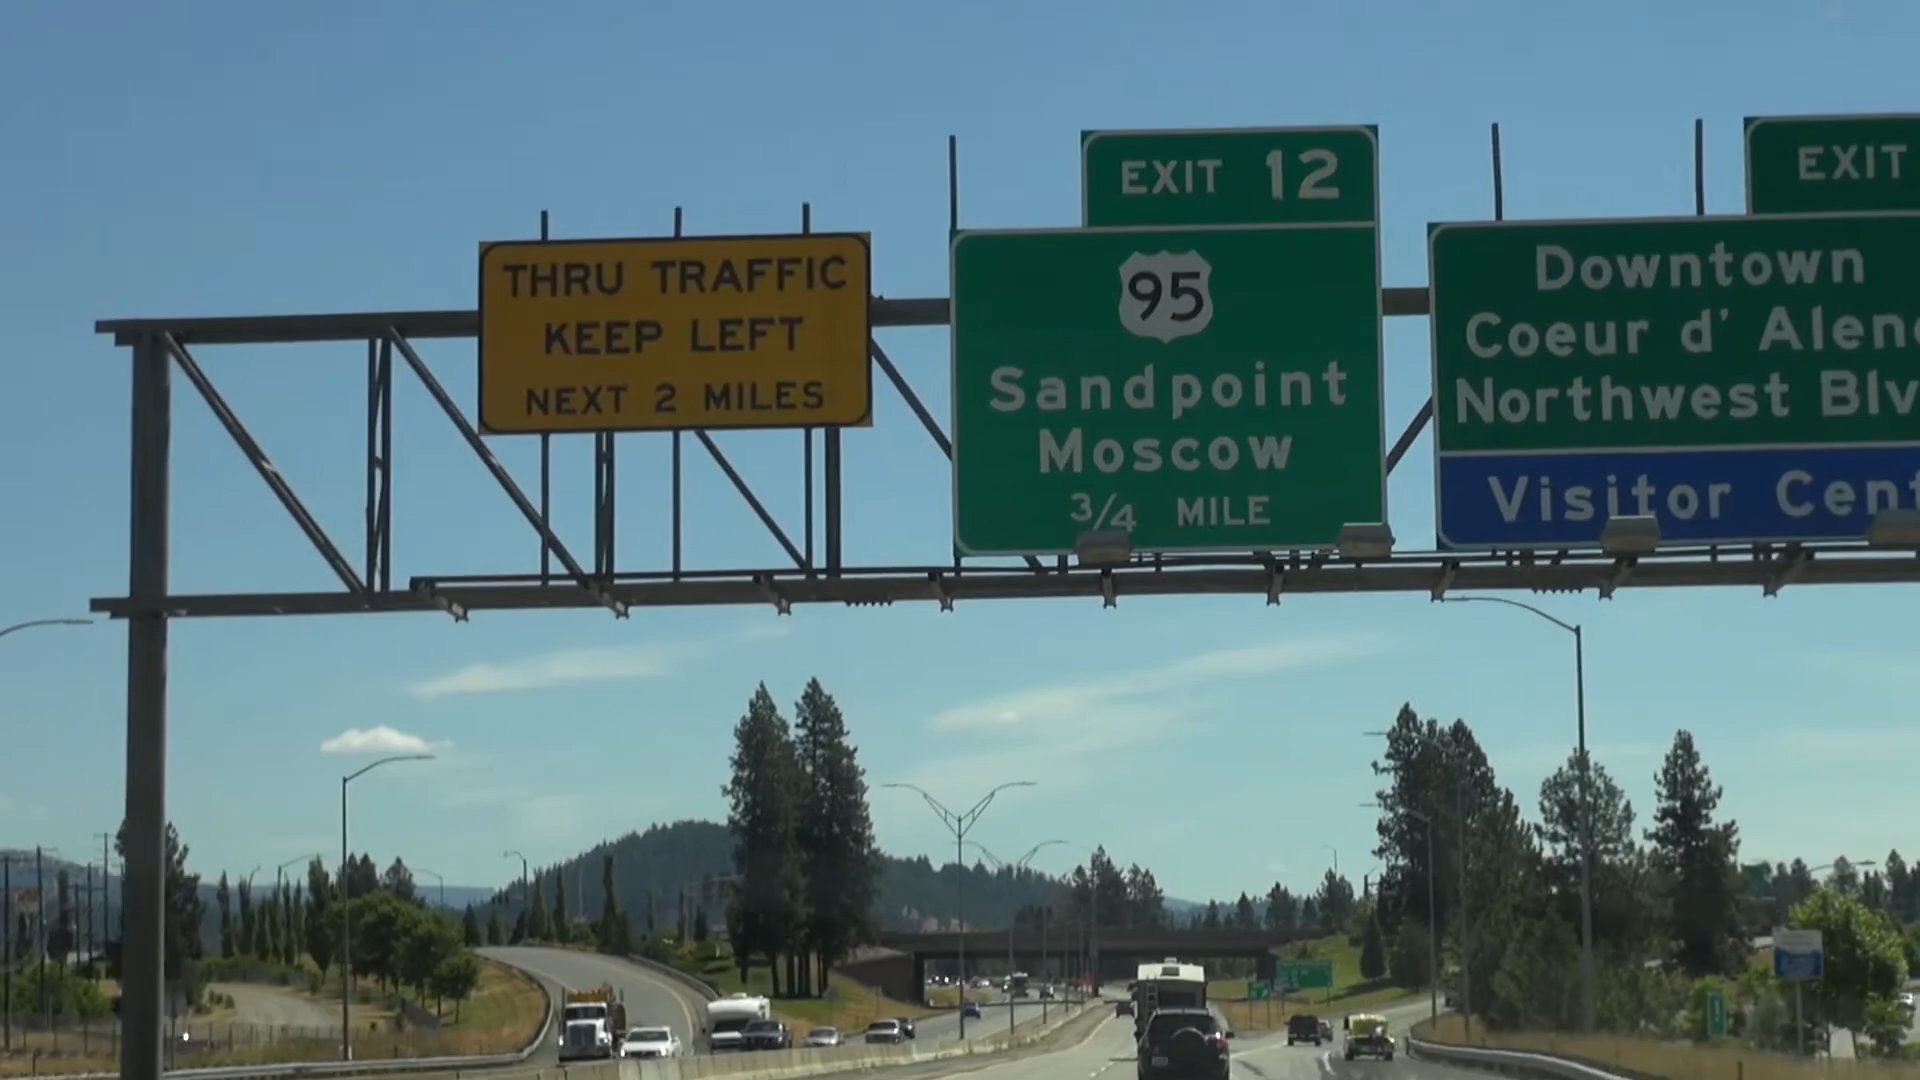 THRU TRAFFIC
KEEP LEFT
NEXT 2 MILES
EXIT 12
95
Sandpoint
Moscow
3/4 MILE
EXIT
Downtown
Coeur d' Alene
Northwest Blv
Visitor Cent